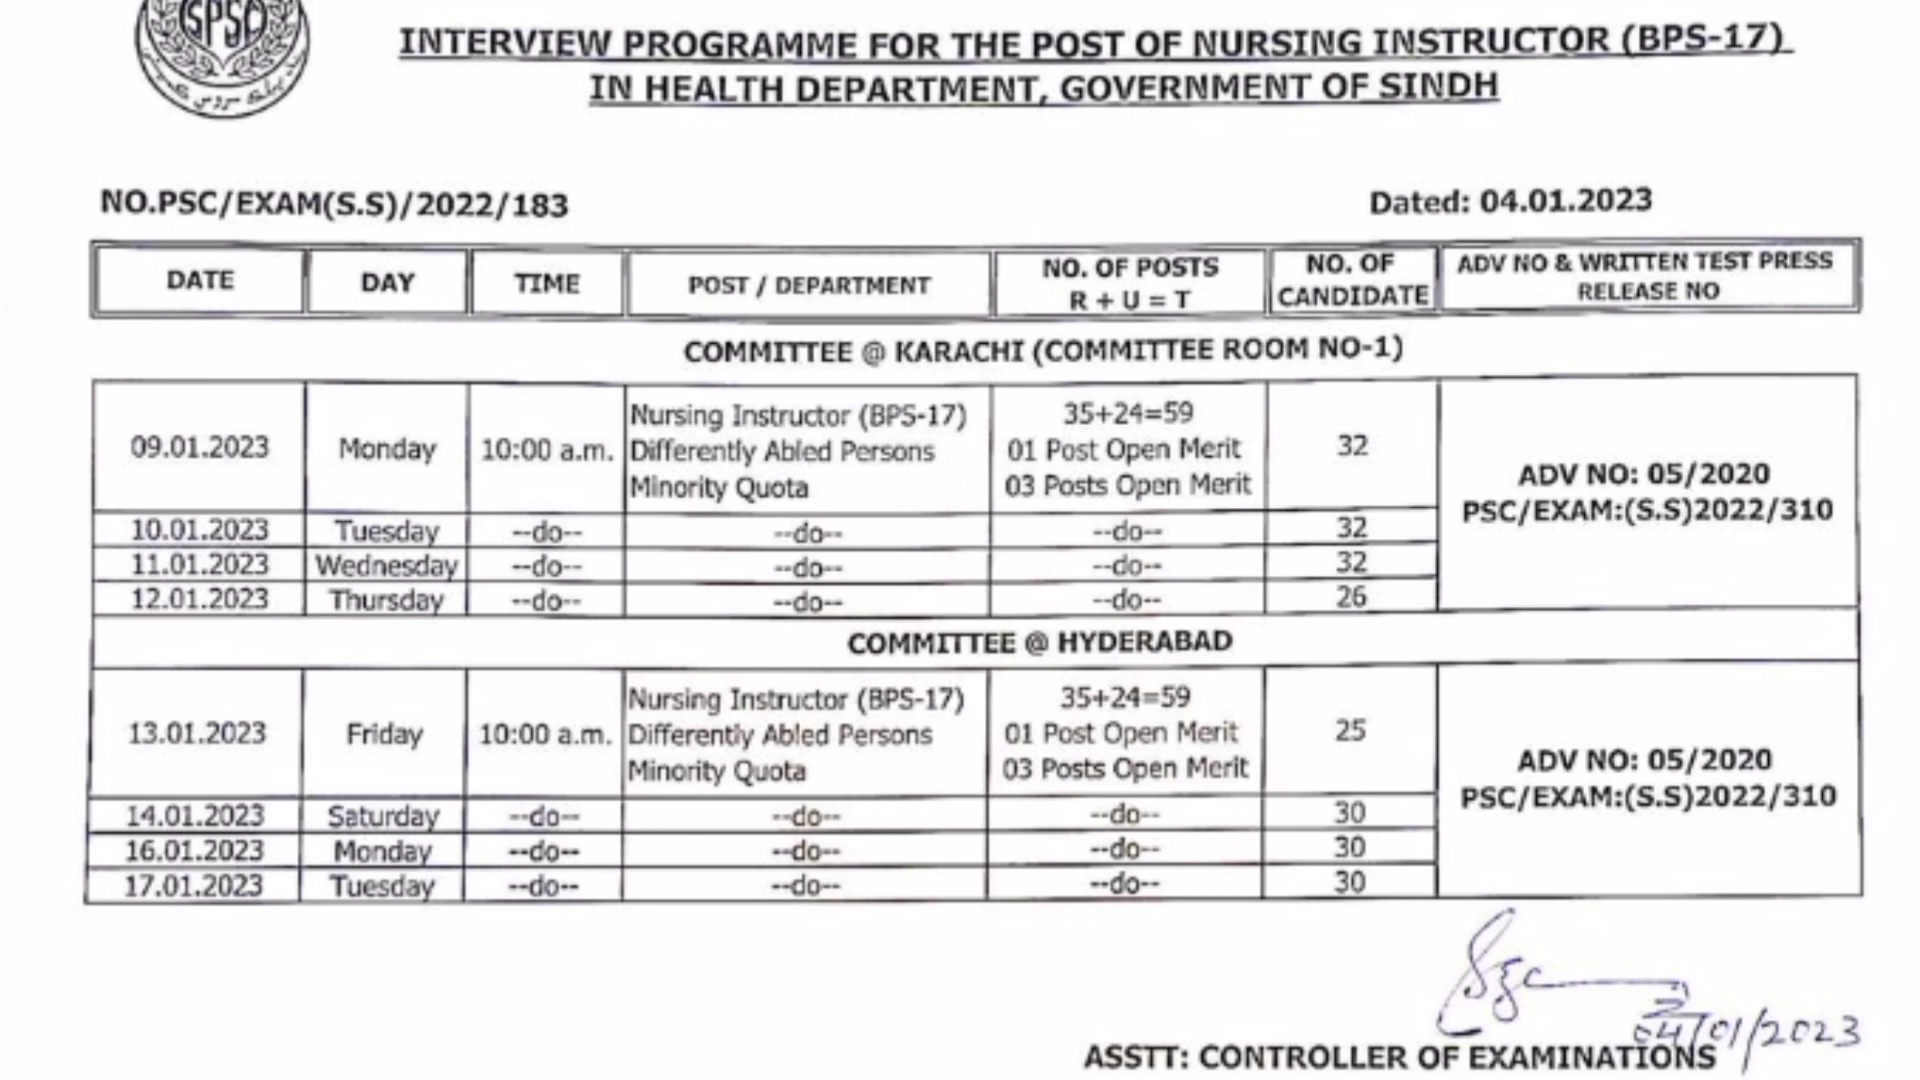 SPSC
INTERVIEW PROGRAMME FOR THE POST OF NURSING INSTRUCTOR (BPS-17)
IN HEALTH DEPARTMENT, GOVERNMENT OF SINDH
NO.PSC/EXAM(S.S)/2022/183
Dated: 04.01.2023
DATE DAY TIME POST / DEPARTMENT NO. OF POSTS R + U = T NO. OF CANDIDATE ADV NO & WRITTEN TEST PRESS RELEASE NO
COMMITTEE @ KARACHI (COMMITTEE ROOM NO-1)
09.01.2023 Monday 10:00 a.m. Nursing Instructor (BPS-17) Differently Abled Persons Minority Quota 35+24=59 01 Post Open Merit 03 Posts Open Merit 32
ADV NO: 05/2020
PSC/EXAM:(S.S)2022/310
10.01.2023 Tuesday --do-- --do-- --do-- 32
11.01.2023 Wednesday --do-- --do-- --do-- 32
12.01.2023 Thursday --do-- --do-- --do-- 26
COMMITTEE @ HYDERABAD
13.01.2023 Friday 10:00 a.m. Nursing Instructor (BPS-17) Differently Abled Persons Minority Quota 35+24=59 01 Post Open Merit 03 Posts Open Merit 25
ADV NO: 05/2020
PSC/EXAM:(S.S)2022/310
14.01.2023 Saturday --do-- --do-- --do-- 30
16.01.2023 Monday --do-- --do-- --do-- 30
17.01.2023 Tuesday --do-- --do-- --do-- 30
04/01/2023
ASSTT: CONTROLLER OF EXAMINATIONS